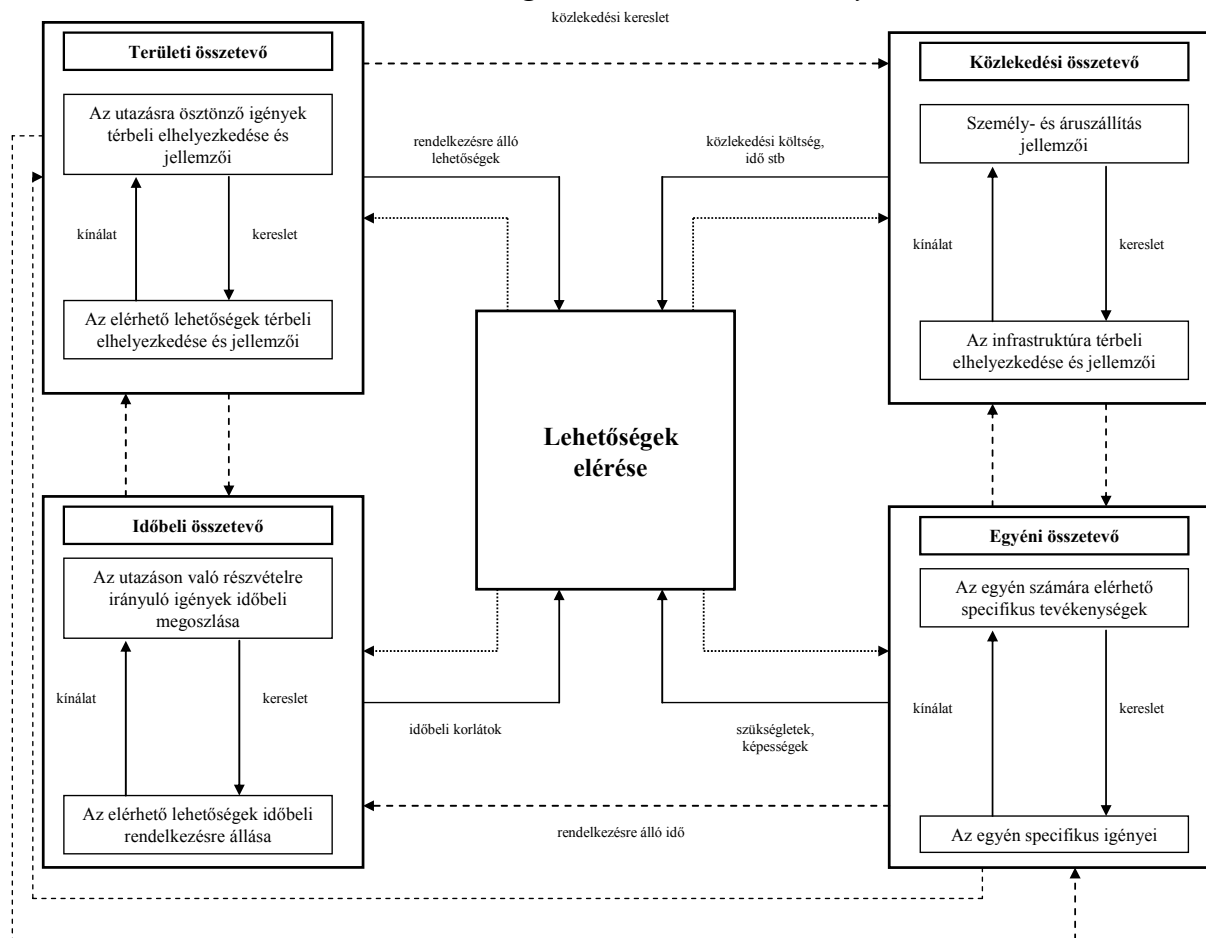 közlekedési kereslet
Területi összetevő
Az utazásra ösztönző igények
térbeli elhelyezkedése és
jellemzői
kínálat
kereslet
Az elérhető lehetőségek térbeli
elhelyezkedése és jellemzői
rendelkezésre álló
lehetőségek
közlekedési költség,
idő stb
Közlekedési összetevő
Személy- és áruszállítás
jellemzői
kínálat
kereslet
Az infrastruktúra térbeli
elhelyezkedése és jellemzői
Lehetőségek
elérése
Időbeli összetevő
Az utazáson való részvételre
irányuló igények időbeli
megoszlása
kínálat
kereslet
Az elérhető lehetőségek időbeli
rendelkezésre állása
időbeli korlátok
szükségletek,
képességek
rendelkezésre álló idő
Egyéni összetevő
Az egyén számára elérhető
specifikus tevékenységek
kínálat
kereslet
Az egyén specifikus igényei